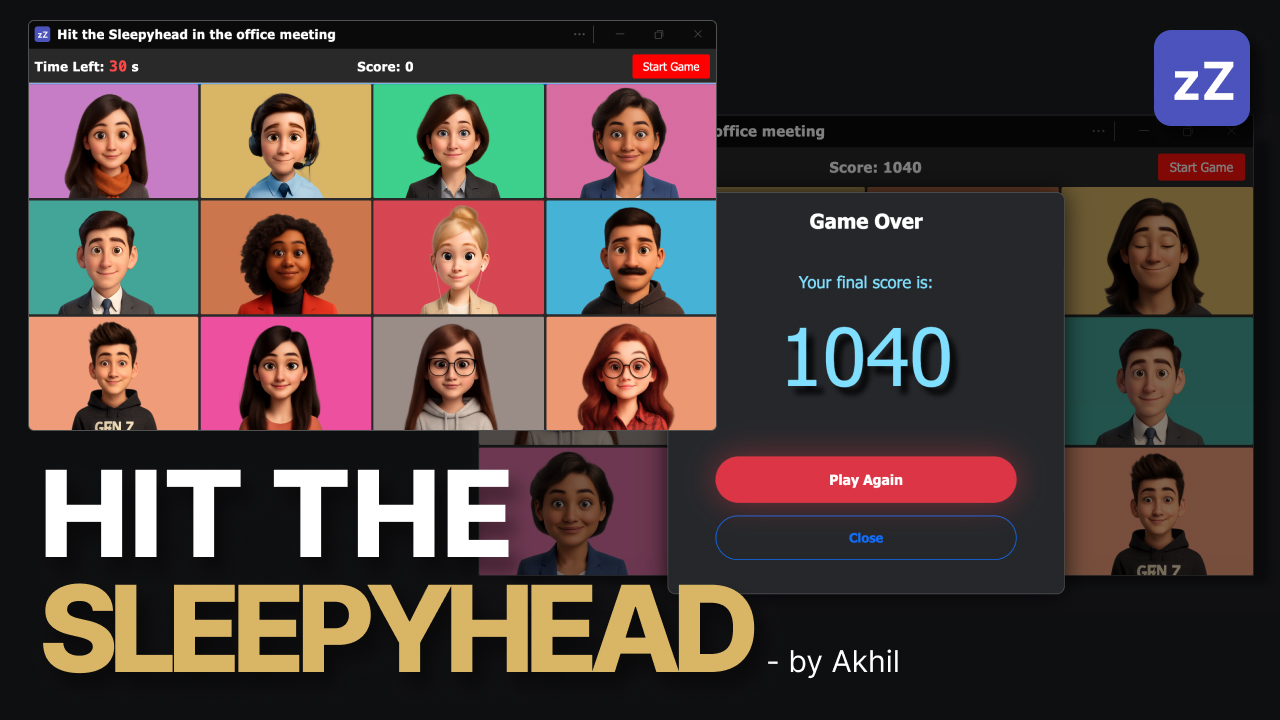 zZ Hit the Sleepyhead in the office meeting
Time Left: 30 s
Score: 0
Start Game
GEN Z
zZ
office meeting
Score: 1040
Start Game
Game Over
Your final score is:
1040
Play Again
Close
GEN Z
HIT THE
SLEEPYHEAD
- by Akhil